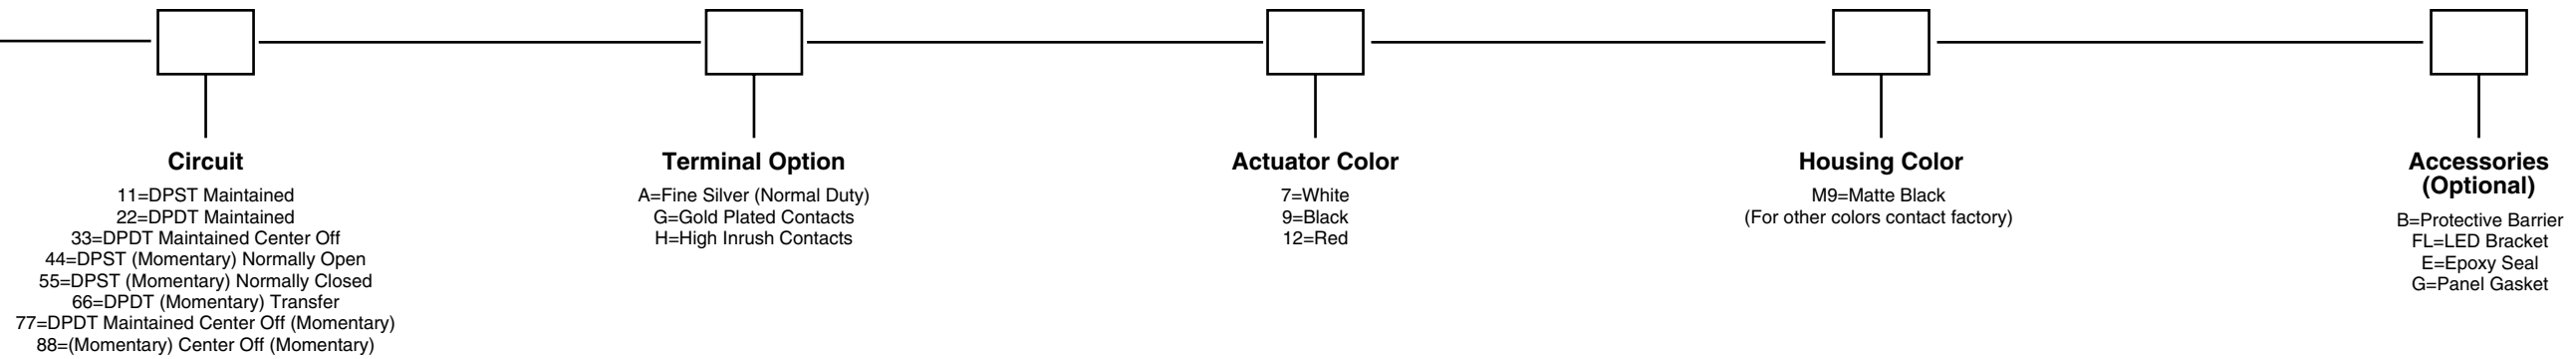 Circuit
11=DPST Maintained
22=DPDT Maintained
33=DPDT Maintained Center Off
44=DPST (Momentary) Normally Open
55=DPST (Momentary) Normally Closed
66=DPDT (Momentary) Transfer
77=DPDT Maintained Center Off (Momentary)
88=(Momentary) Center Off (Momentary)
Terminal Option
A=Fine Silver (Normal Duty)
G=Gold Plated Contacts
H=High Inrush Contacts
Actuator Color
7=White
9=Black
12=Red
Housing Color
M9=Matte Black
(For other colors contact factory)
Accessories
(Optional)
B=Protective Barrier
FL=LED Bracket
E=Epoxy Seal
G=Panel Gasket